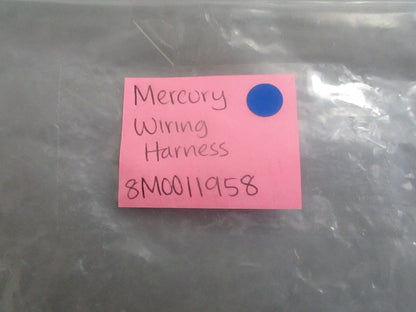 Mercury
Wiring
Harness
8M0011958